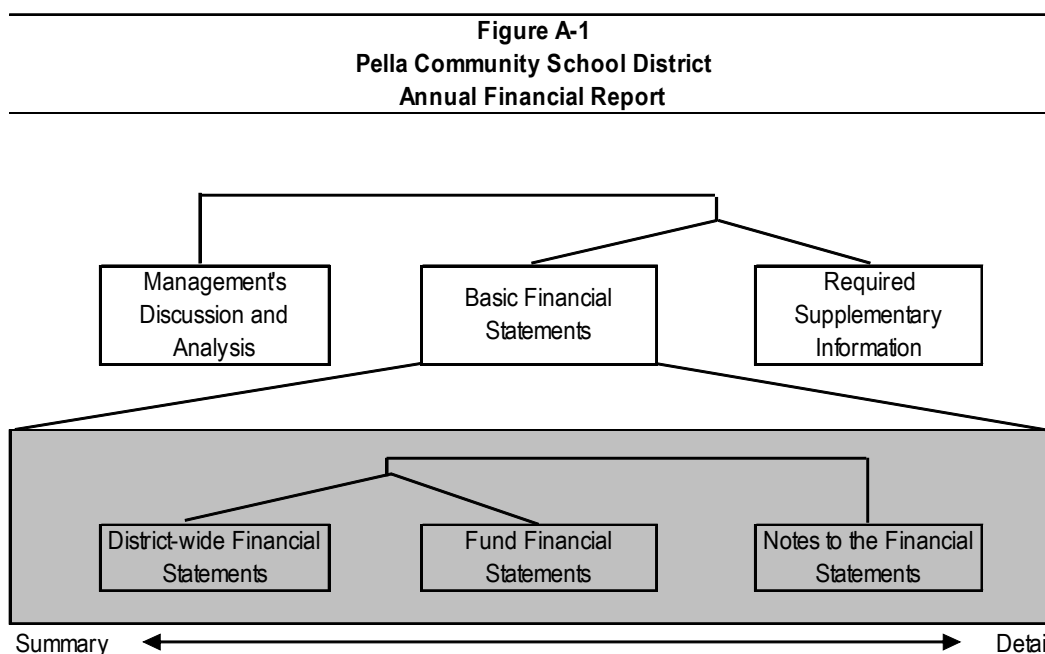 Figure A-1
Pella Community School District
Annual Financial Report
Management's
Discussion and
Analysis
Basic Financial
Statements
Required
Supplementary
Information
District-wide Financial
Statements
Fund Financial
Statements
Notes to the Financial
Statements
Summary
Detai